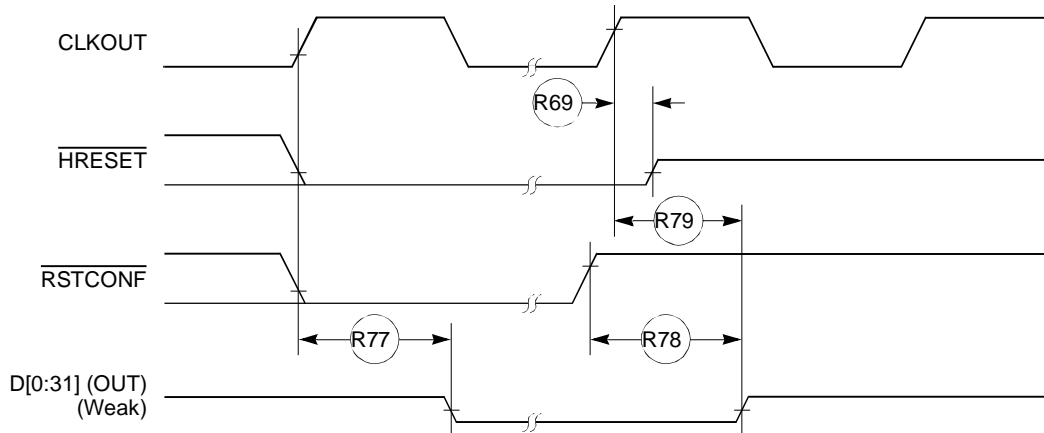 CLKOUT
R69
HRESET
R79
RSTCONF
R77
R78
D[0:31] (OUT)
(Weak)